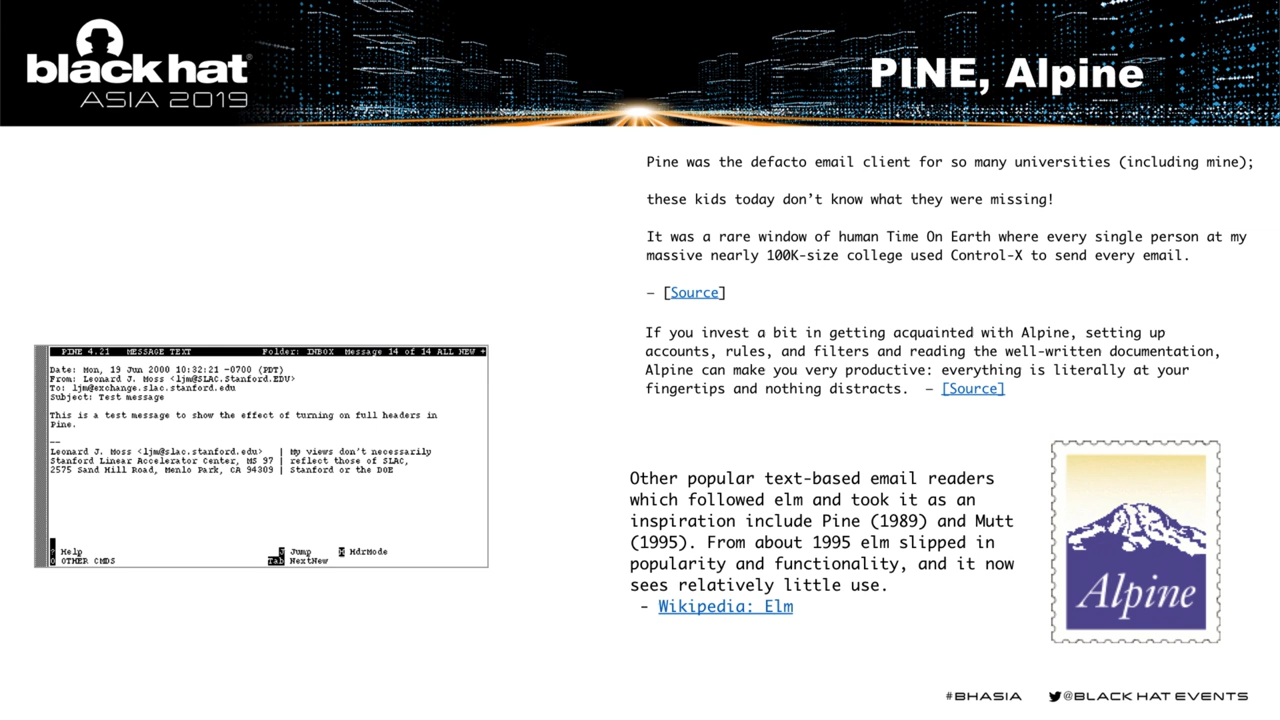 black hat®
ASIA 2019
PINE, Alpine
Pine was the defacto email client for so many universities (including mine);
these kids today don’t know what they were missing!
It was a rare window of human Time On Earth where every single person at my
massive nearly 100K-size college used Control-X to send every email.
– [Source]
If you invest a bit in getting acquainted with Alpine, setting up
accounts, rules, and filters and reading the well-written documentation,
Alpine can make you very productive: everything is literally at your
fingertips and nothing distracts. – [Source]
PINE 4.21 MESSAGE TEXT Folder: INBOX Message 14 of 14 ALL NEW +
Date: Mon, 19 Jun 2000 10:32:21 -0700 (PDT)
From: Leonard J. Moss <ljm@SLAC.Stanford.EDU>
To: ljm@exchange.slac.stanford.edu
Subject: Test message
This is a test message to show the effect of turning on full headers in
Pine.
--
Leonard J. Moss <ljm@slac.stanford.edu> | My views don't necessarily
Stanford Linear Accelerator Center, MS 97 | reflect those of SLAC,
2575 Sand Hill Road, Menlo Park, CA 94309 | Stanford or the DOE
? Help J Jump H HdrMode
O OTHER CMDS Tab NextNew
Other popular text-based email readers
which followed elm and took it as an
inspiration include Pine (1989) and Mutt
(1995). From about 1995 elm slipped in
popularity and functionality, and it now
sees relatively little use.
- Wikipedia: Elm
Alpine
#BHASIA @BLACK HAT EVENTS